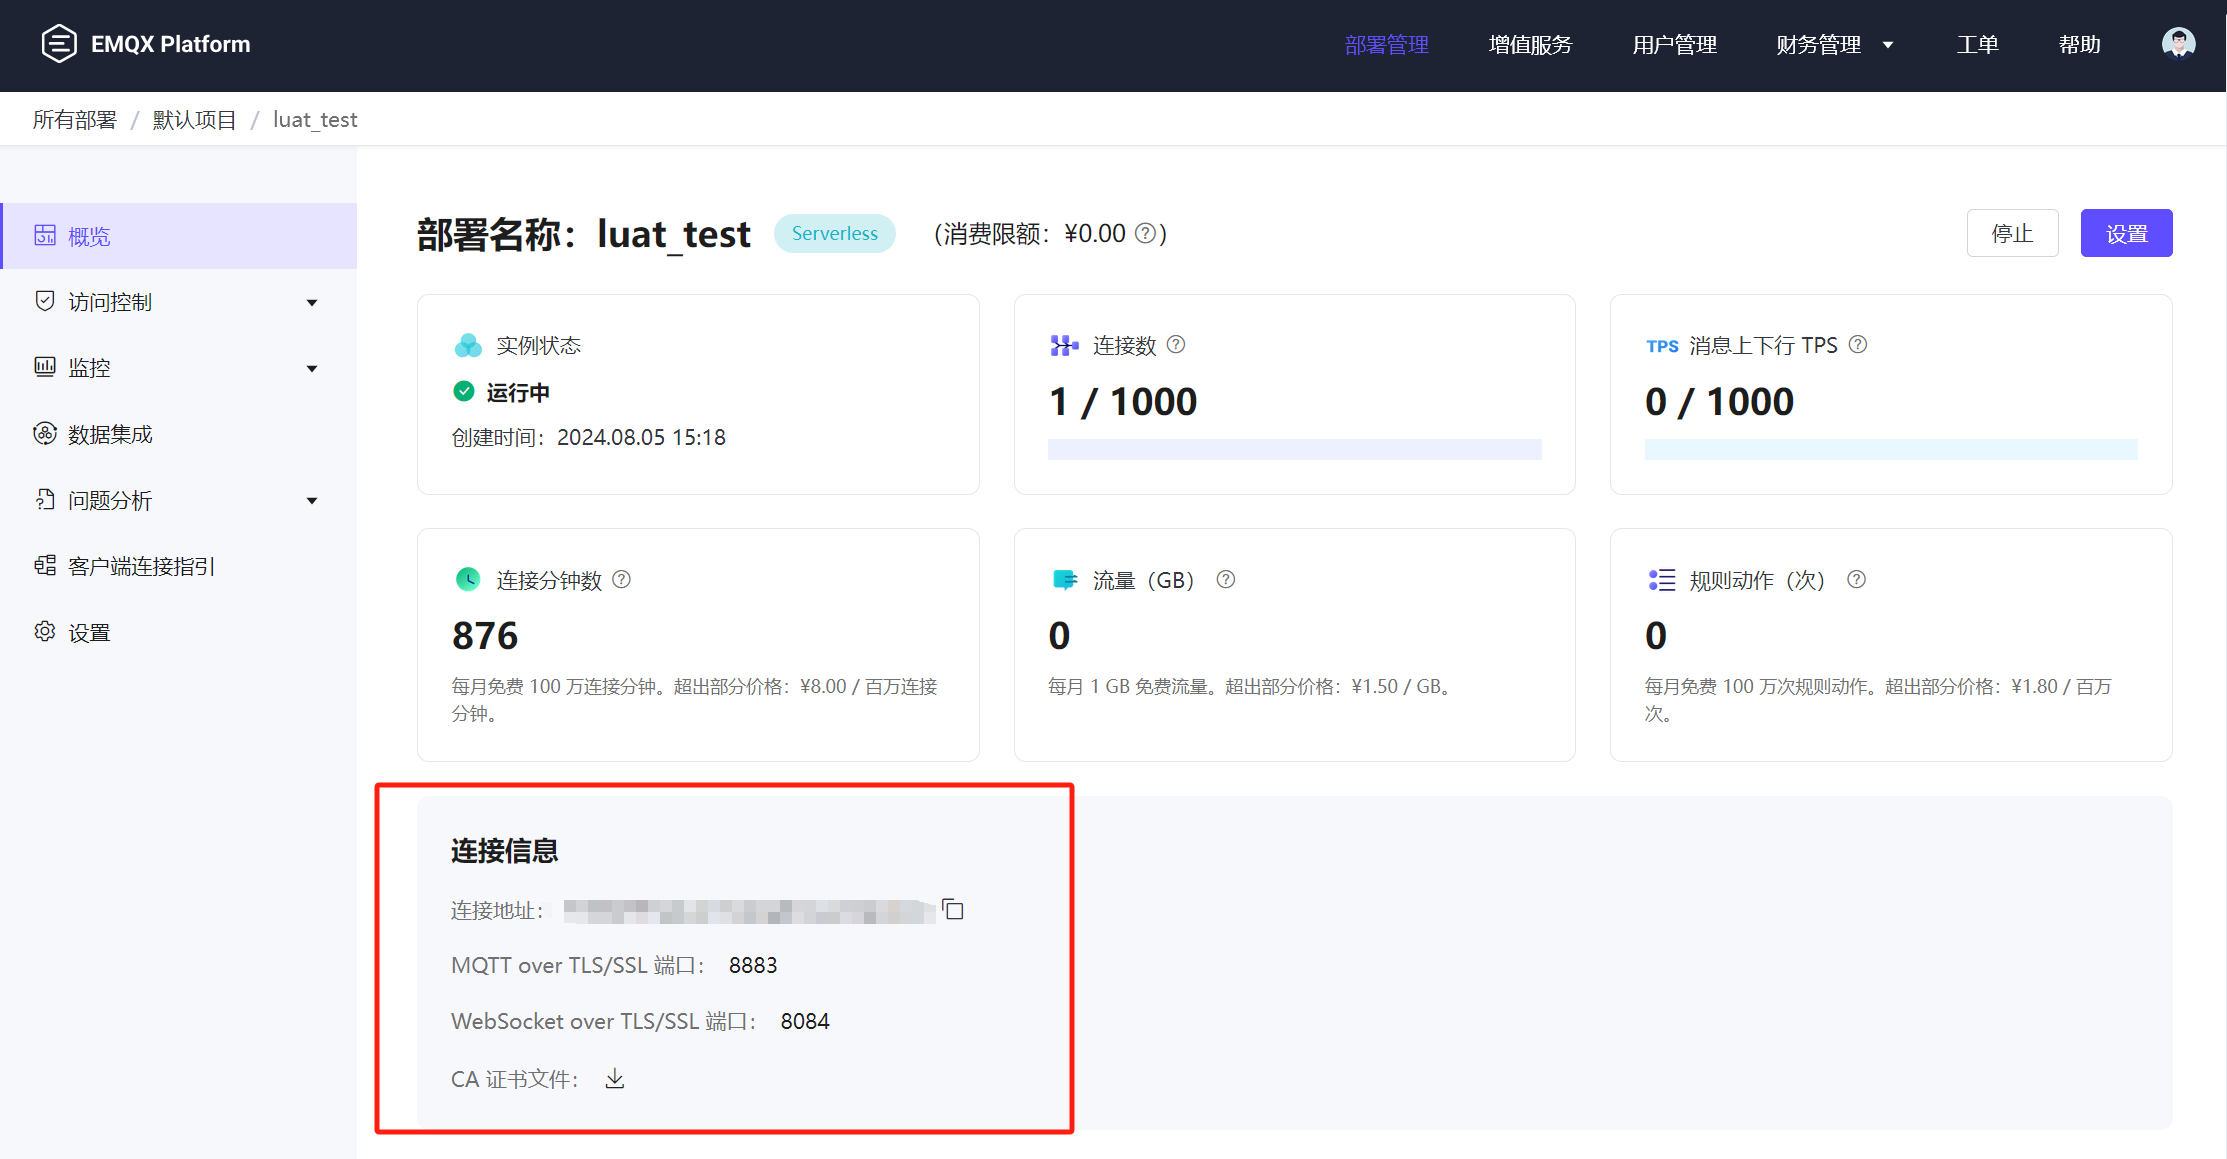 EMQX Platform
部署管理
增值服务
用户管理
财务管理
工单
帮助
所有部署 / 默认项目 / luat_test
概览
访问控制
监控
数据集成
问题分析
客户端连接指引
设置
部署名称：luat_test
Serverless
（消费限额：¥0.00 ）
停止
设置
实例状态
运行中
创建时间：2024.08.05 15:18
连接数
1 / 1000
TPS 消息上下行 TPS
0 / 1000
连接分钟数
876
每月免费 100 万连接分钟。超出部分价格：¥8.00 / 百万连接
分钟。
流量（GB）
0
每月 1 GB 免费流量。超出部分价格：¥1.50 / GB。
规则动作（次）
0
每月免费 100 万次规则动作。超出部分价格：¥1.80 / 百万
次。
连接信息
连接地址：
MQTT over TLS/SSL 端口： 8883
WebSocket over TLS/SSL 端口： 8084
CA 证书文件：